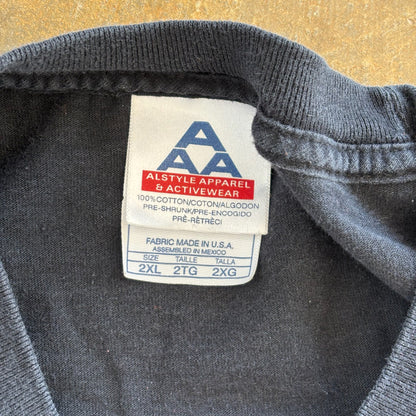 A
A A
ALSTYLE APPAREL
& ACTIVEWEAR
100% COTTON/COTON/ALGODON
PRE-SHRUNK/PRE-ENCOGIDO
PRÉ-RÉTRÉCI
FABRIC MADE IN U.S.A.
ASSEMBLED IN MEXICO
SIZE TAILLE TALLA
2XL 2TG 2XG